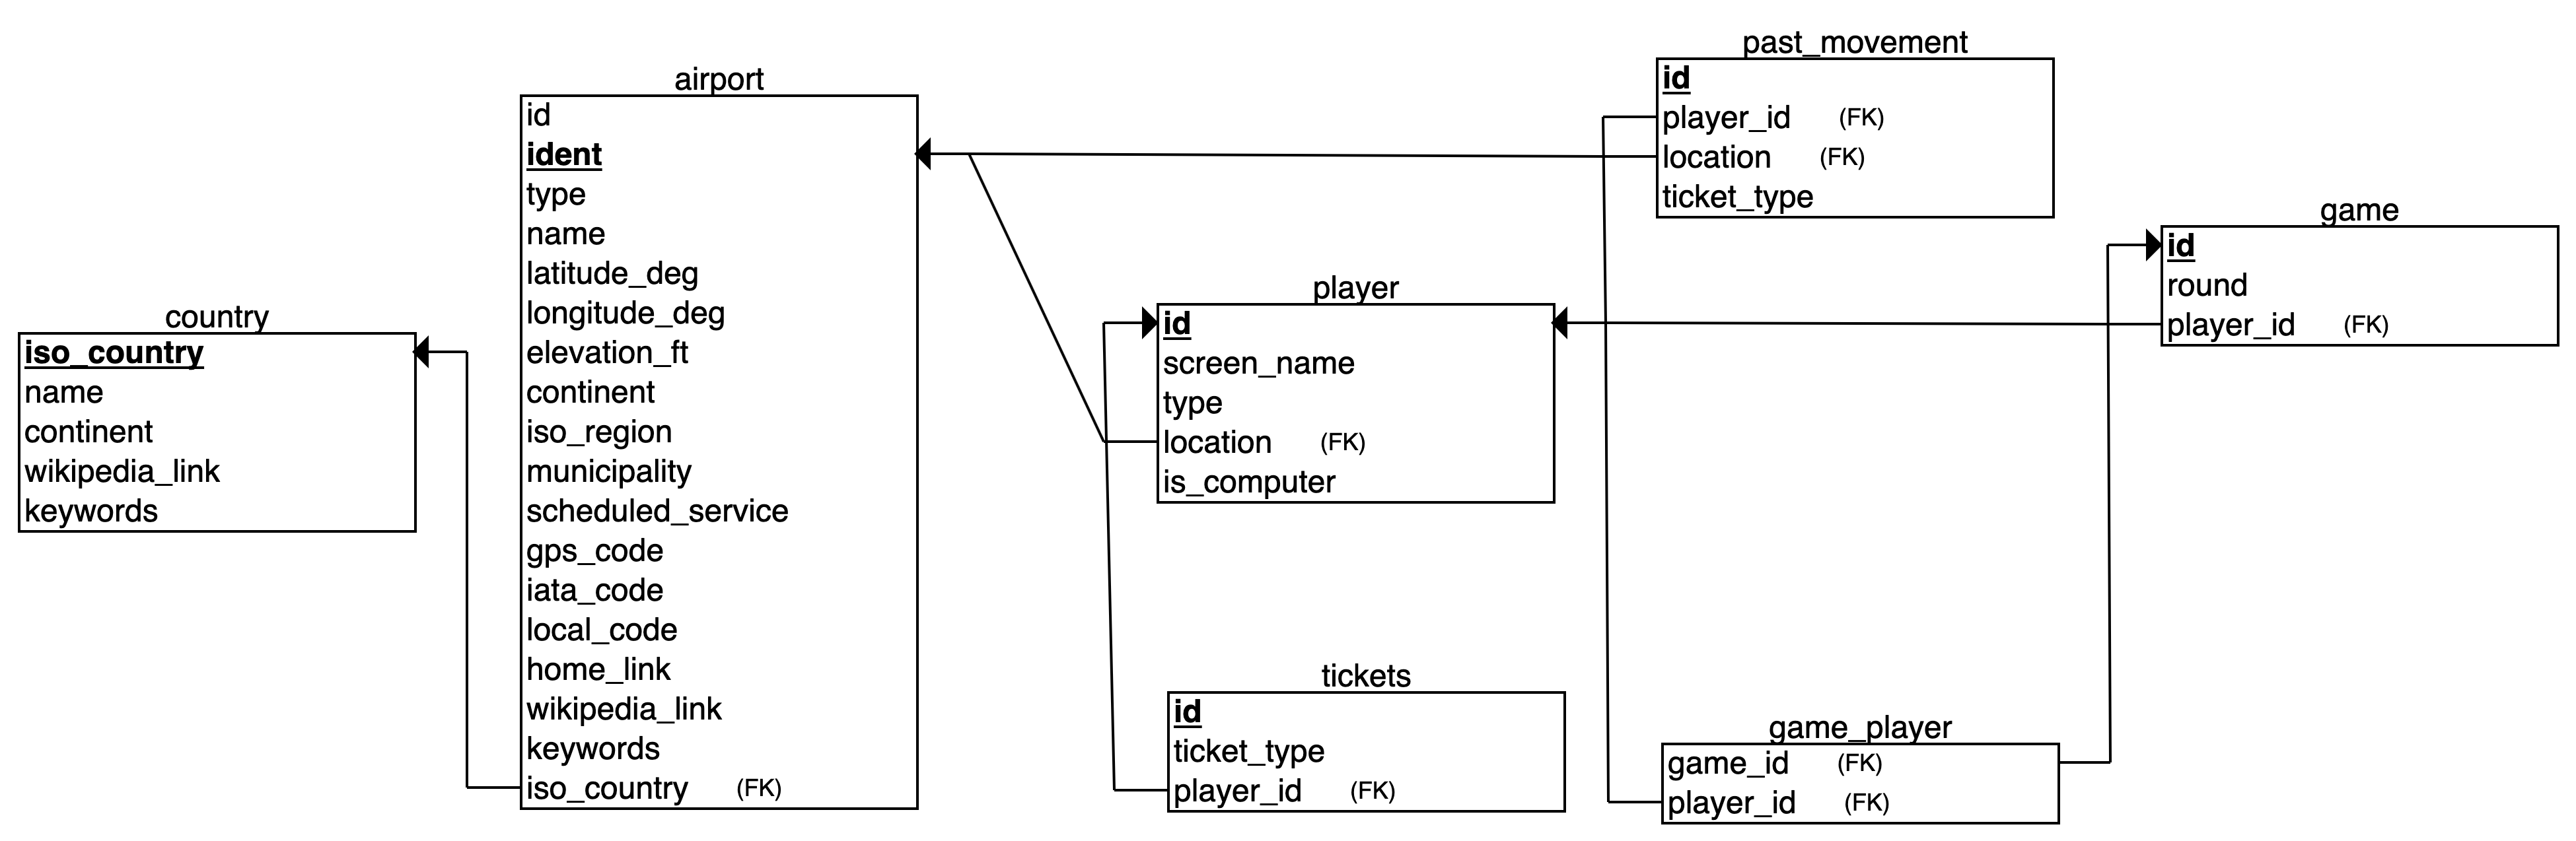 country
iso_country
name
continent
wikipedia_link
keywords
airport
id
ident
type
name
latitude_deg
longitude_deg
elevation_ft
continent
iso_region
municipality
scheduled_service
gps_code
iata_code
local_code
home_link
wikipedia_link
keywords
iso_country (FK)
player
id
screen_name
type
location (FK)
is_computer
tickets
id
ticket_type
player_id (FK)
past_movement
id
player_id (FK)
location (FK)
ticket_type
game_player
game_id (FK)
player_id (FK)
game
id
round
player_id (FK)